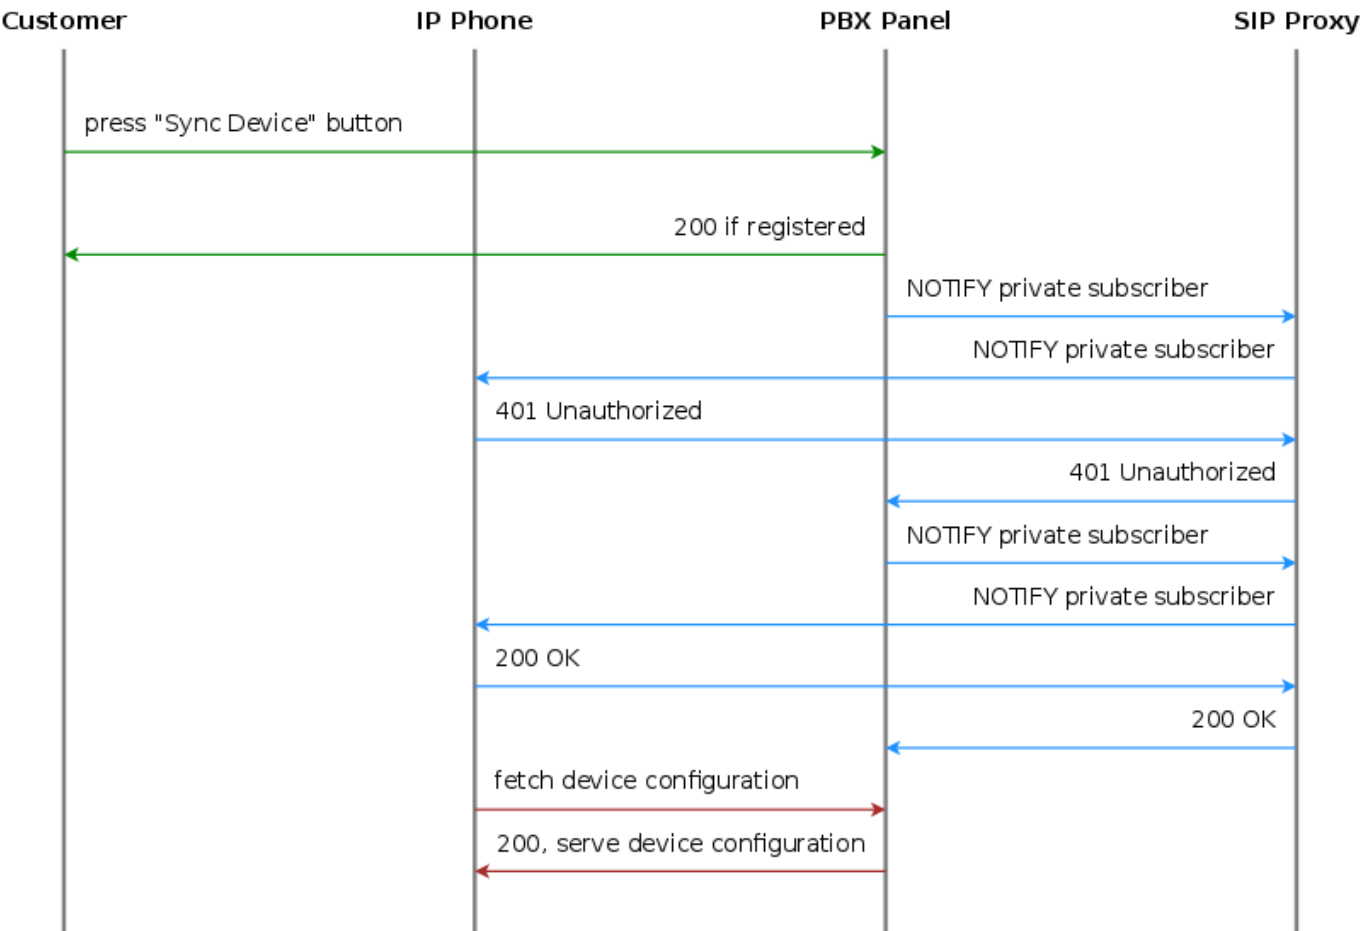 Customer IP Phone PBX Panel SIP Proxy
press "Sync Device" button
200 if registered
NOTIFY private subscriber
NOTIFY private subscriber
401 Unauthorized
401 Unauthorized
NOTIFY private subscriber
NOTIFY private subscriber
200 OK
200 OK
fetch device configuration
200, serve device configuration